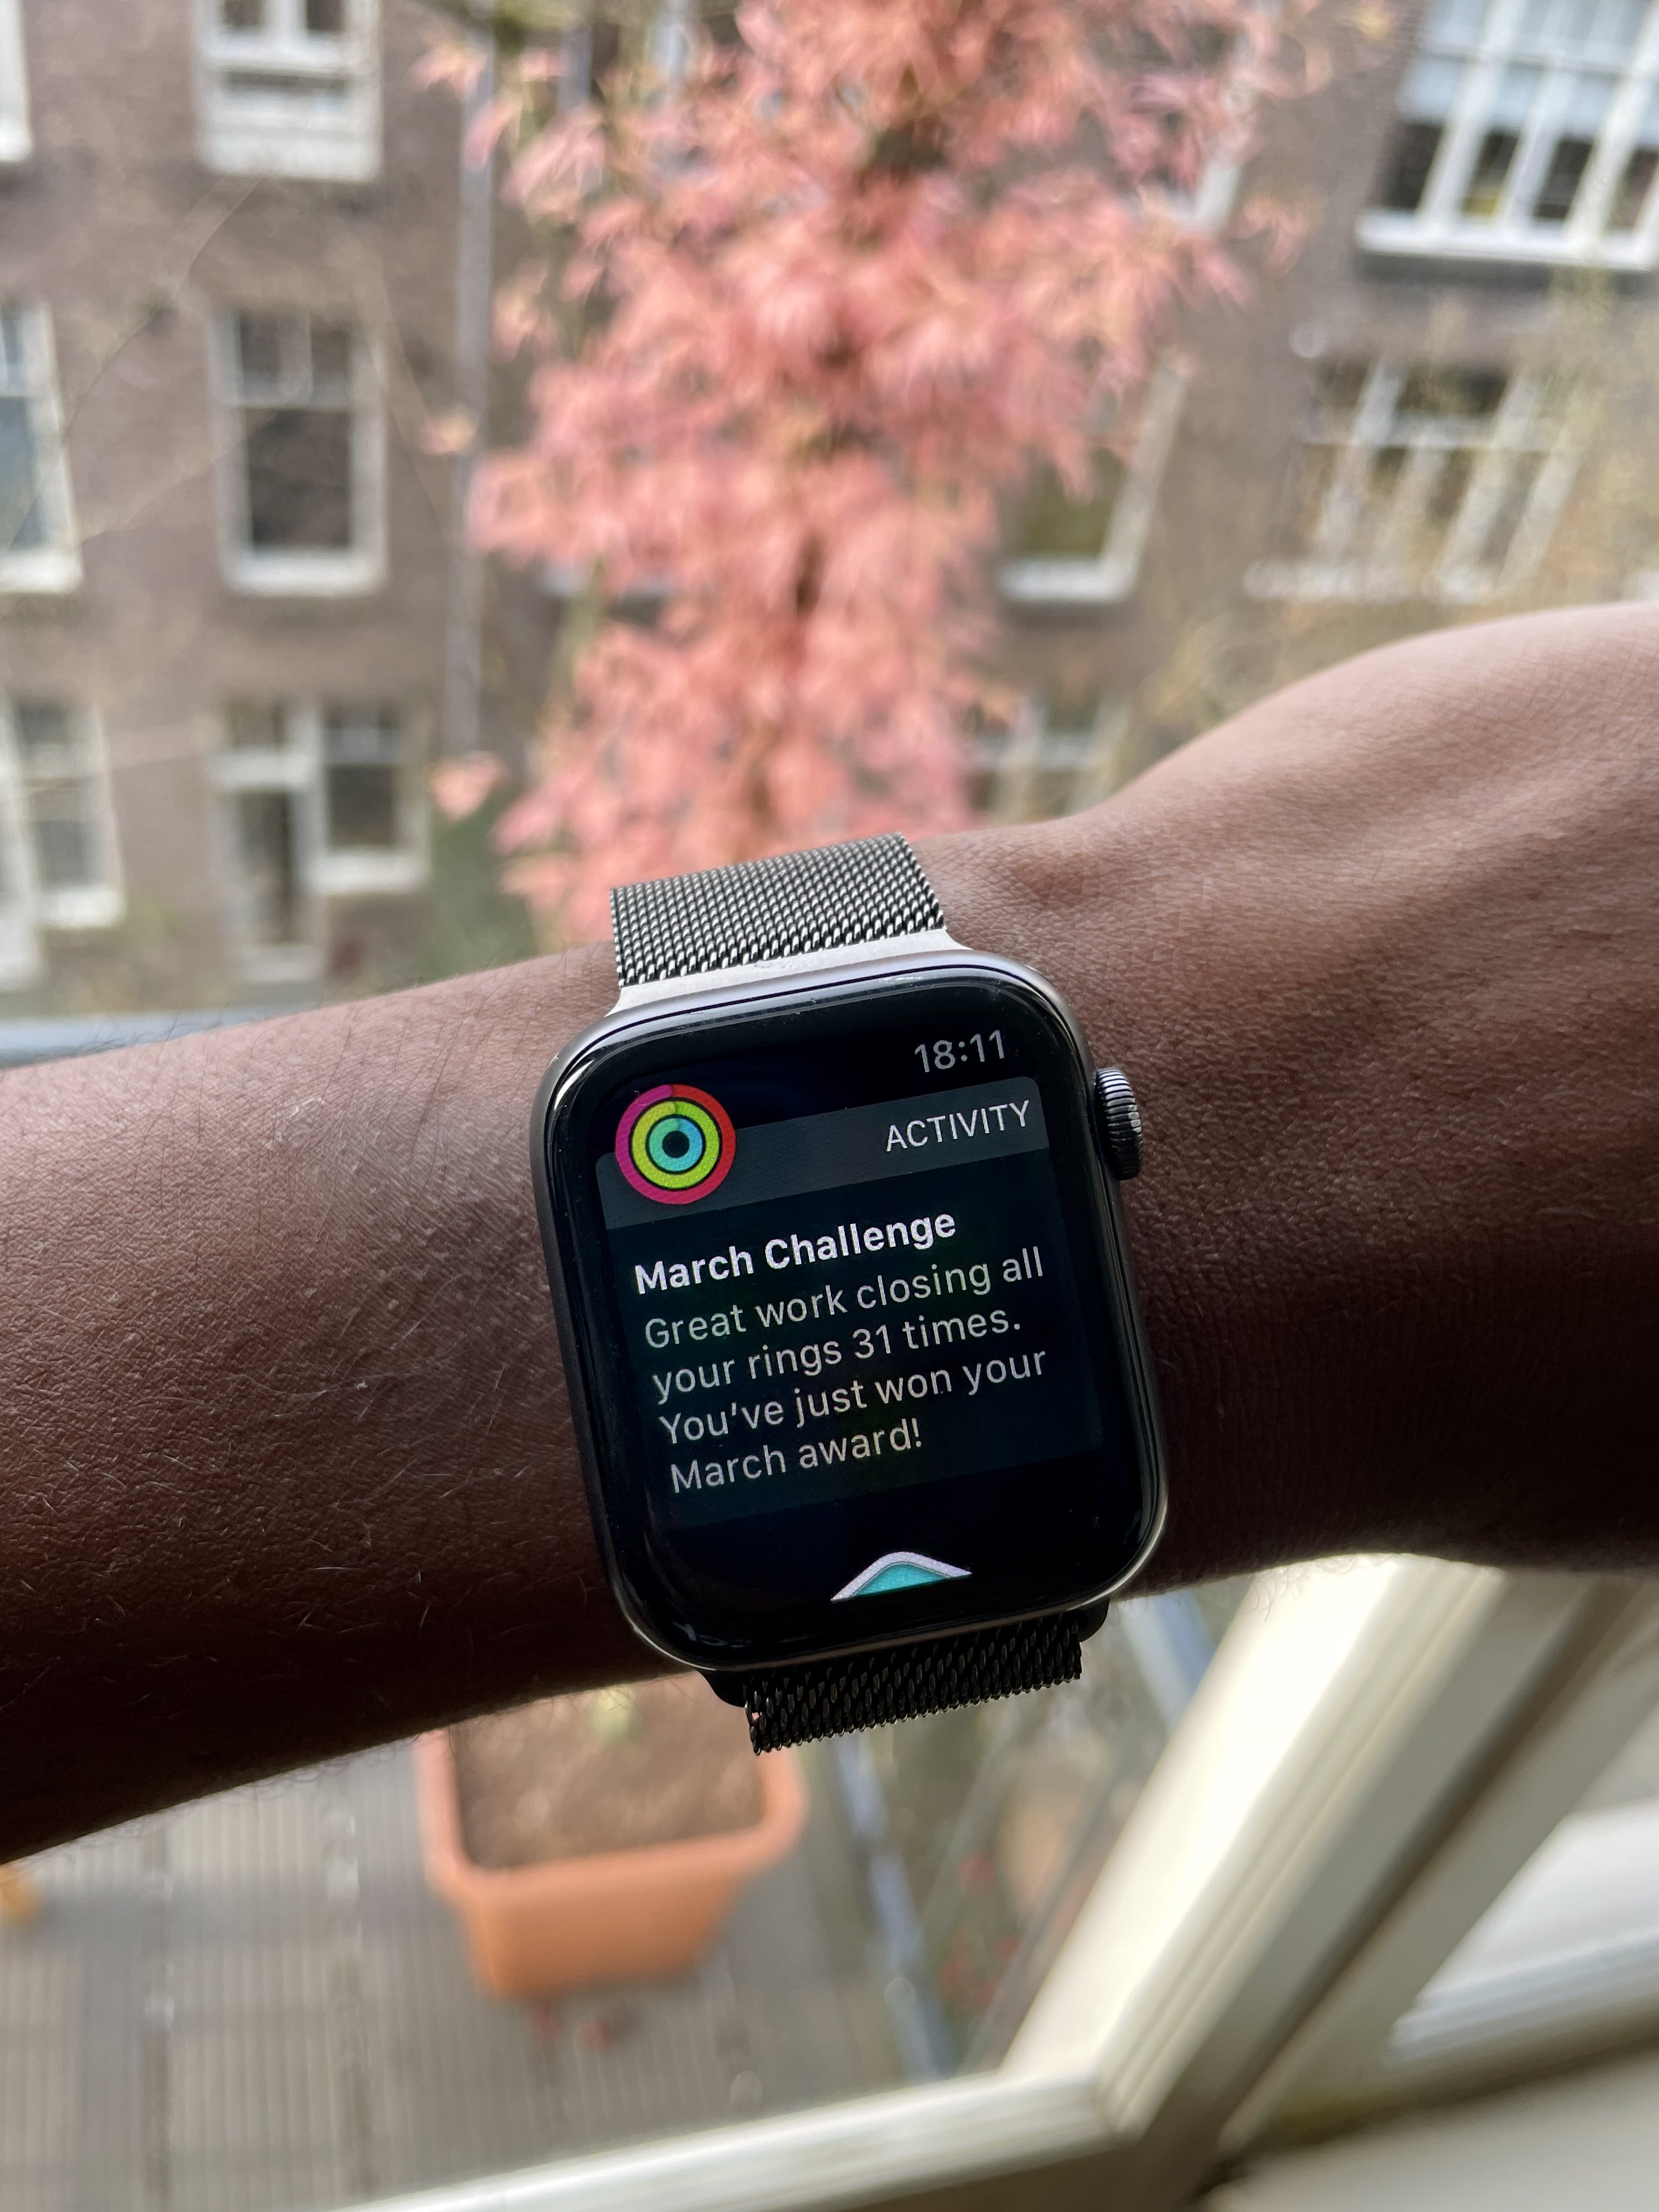 18:11
ACTIVITY
March Challenge
Great work closing all
your rings 31 times.
You've just won your
March award!